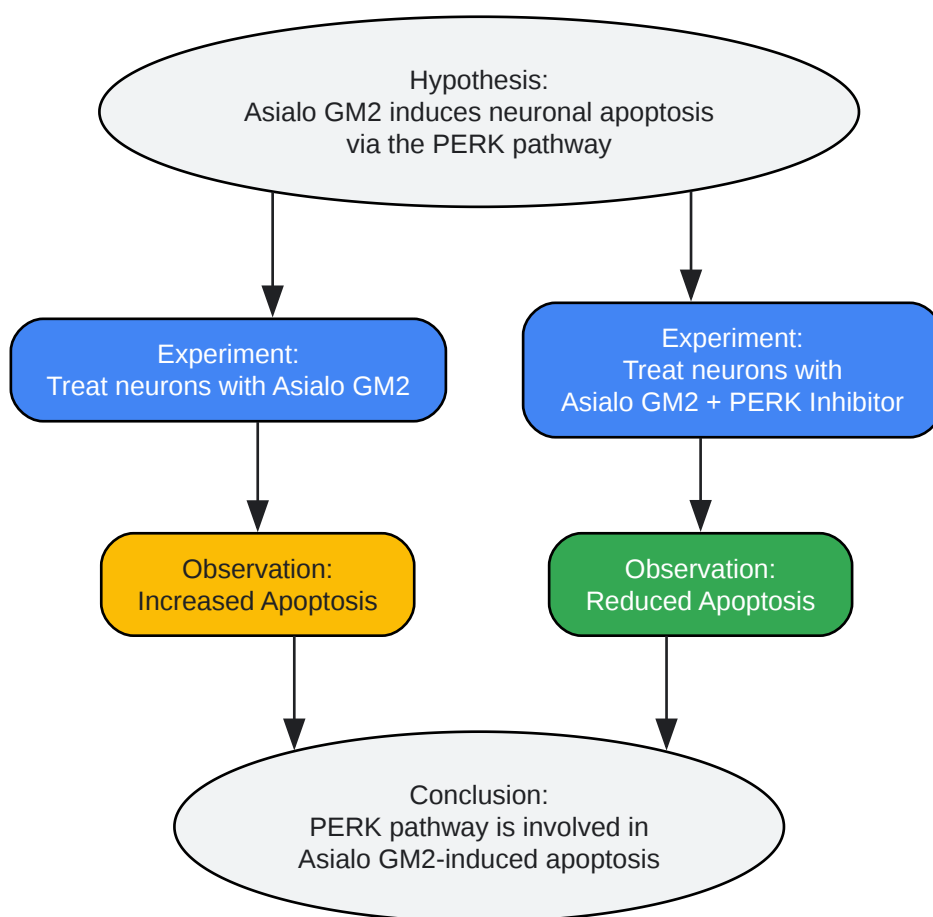 Hypothesis:
Asialo GM2 induces neuronal apoptosis
via the PERK pathway
Experiment:
Treat neurons with Asialo GM2
Experiment:
Treat neurons with
Asialo GM2 + PERK Inhibitor
Observation:
Increased Apoptosis
Observation:
Reduced Apoptosis
Conclusion:
PERK pathway is involved in
Asialo GM2-induced apoptosis